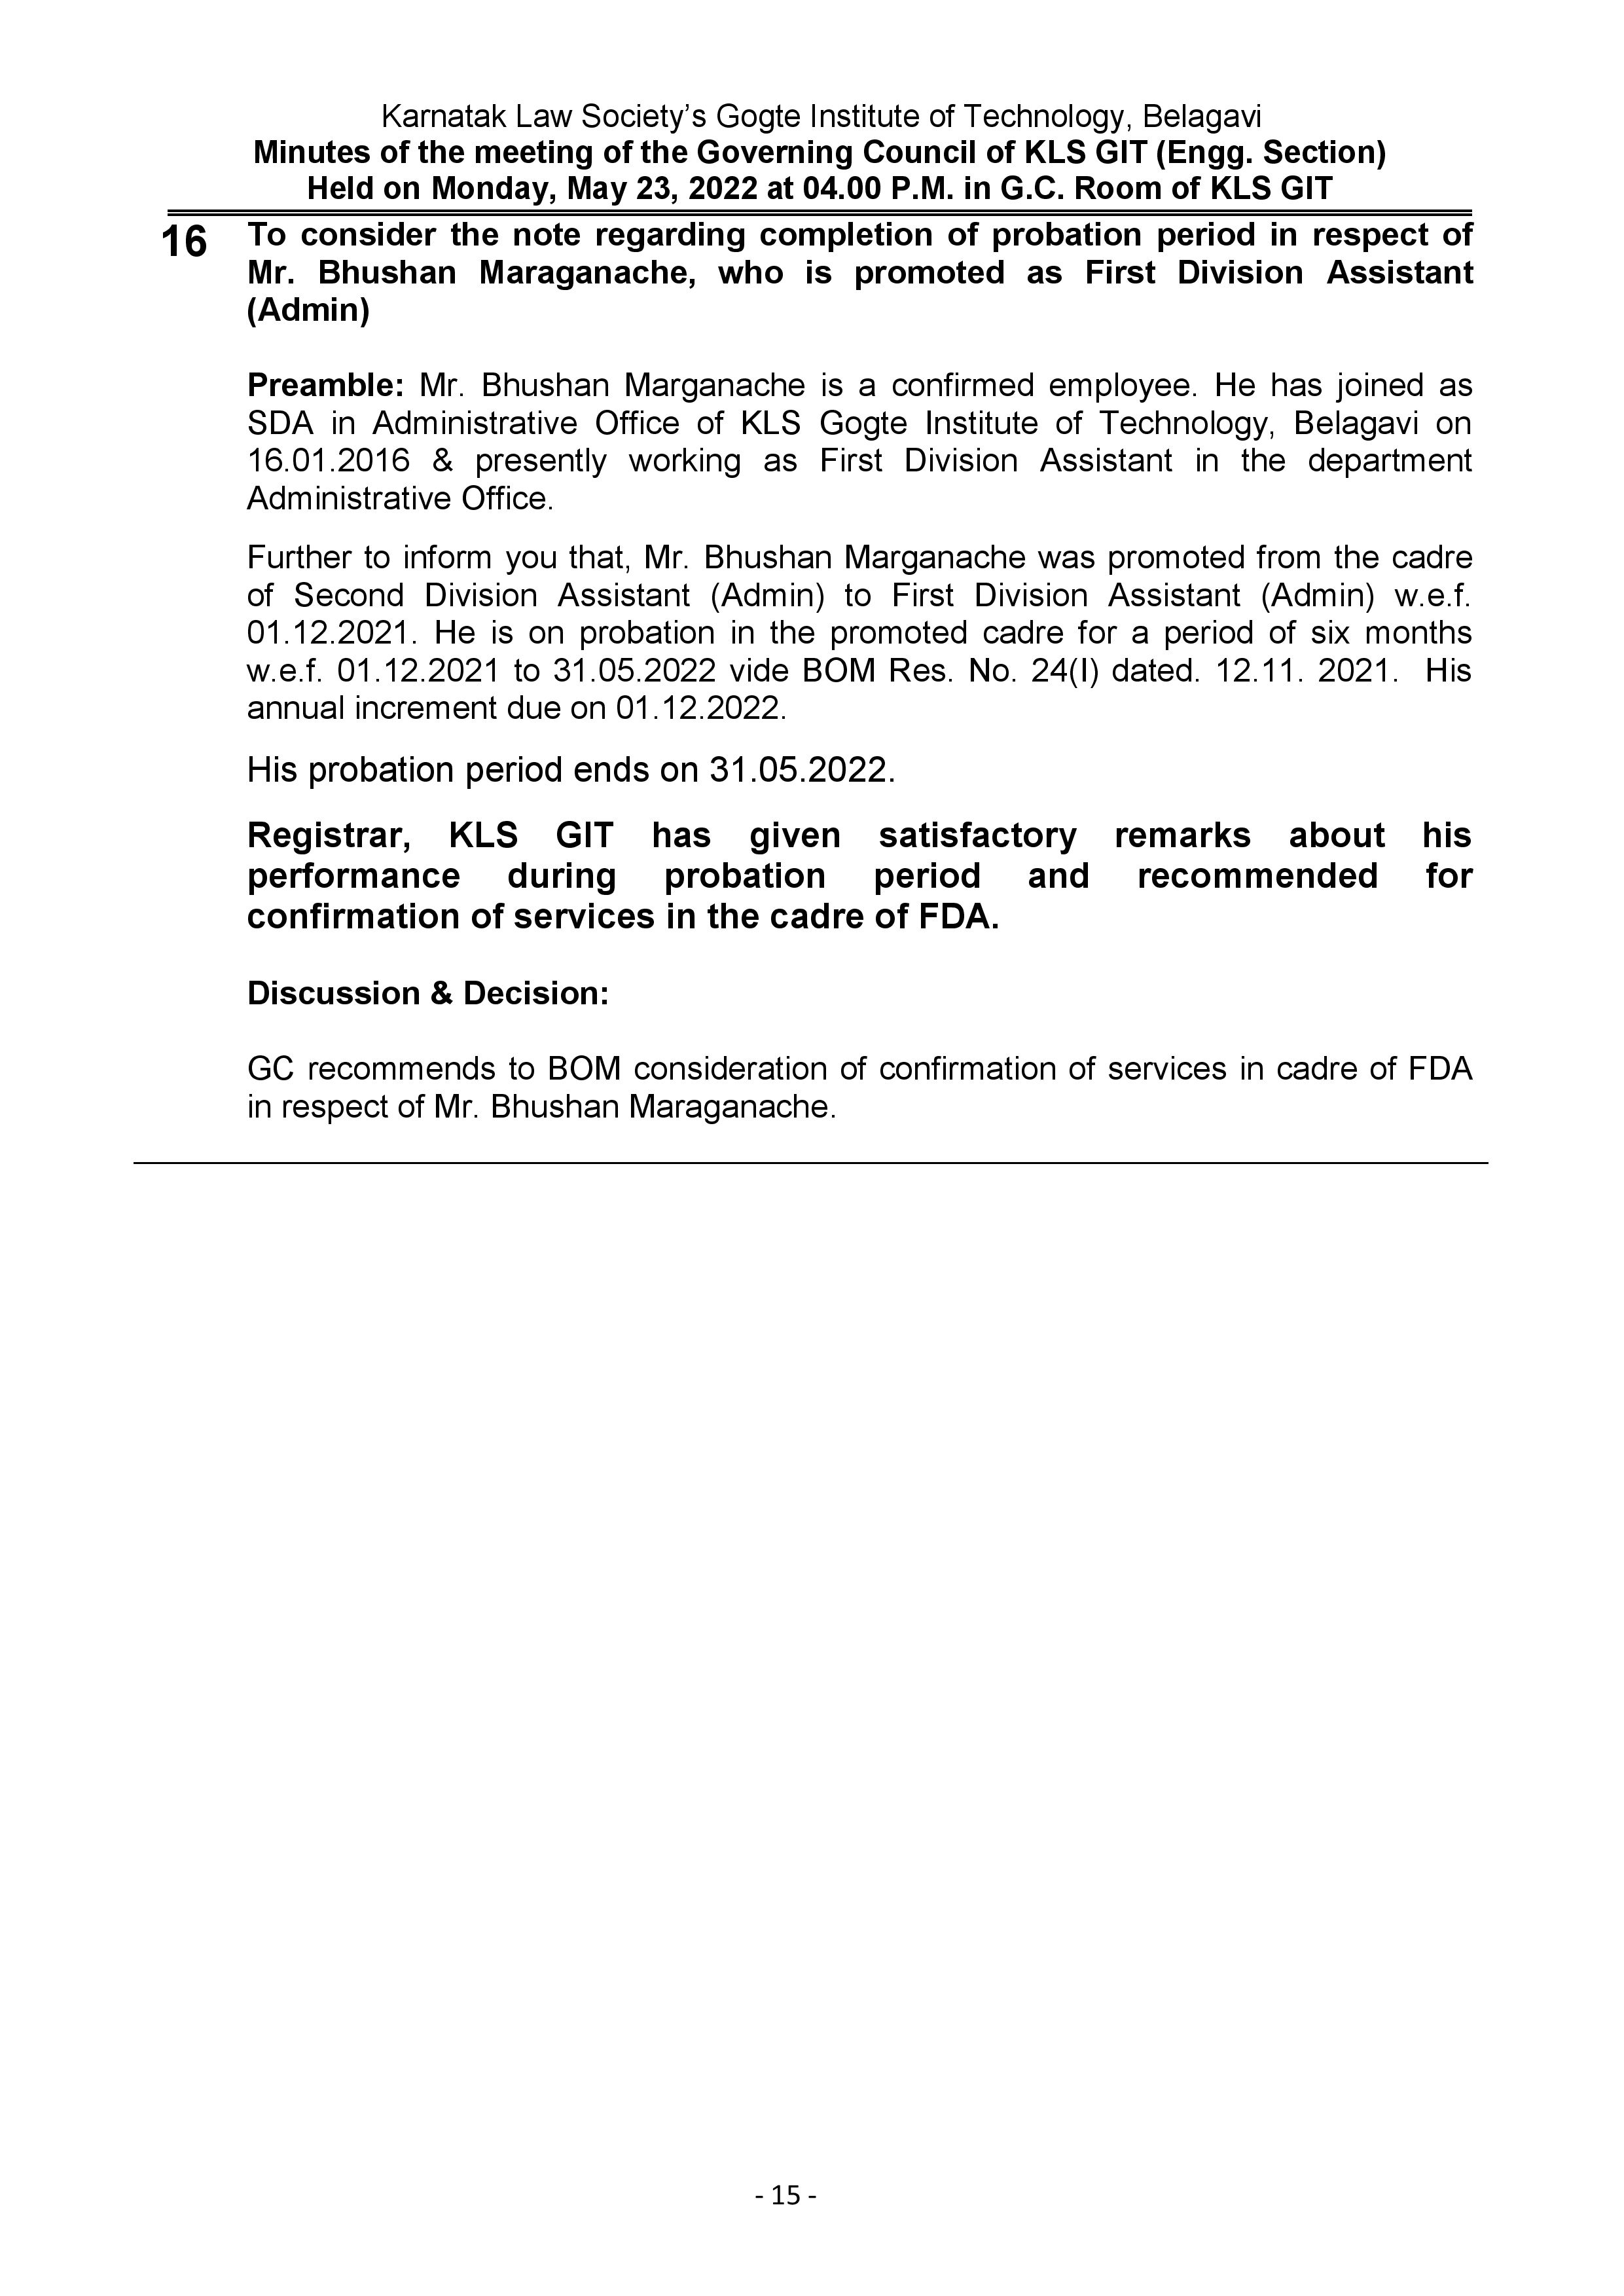 Karnatak Law Society’s Gogte Institute of Technology, Belagavi
Minutes of the meeting of the Governing Council of KLS GIT (Engg. Section)
Held on Monday, May 23, 2022 at 04.00 P.M. in G.C. Room of KLS GIT
16 To consider the note regarding completion of probation period in respect of
Mr. Bhushan Maraganache, who is promoted as First Division Assistant
(Admin)
Preamble: Mr. Bhushan Marganache is a confirmed employee. He has joined as
SDA in Administrative Office of KLS Gogte Institute of Technology, Belagavi on
16.01.2016 & presently working as First Division Assistant in the department
Administrative Office.
Further to inform you that, Mr. Bhushan Marganache was promoted from the cadre
of Second Division Assistant (Admin) to First Division Assistant (Admin) w.e.f.
01.12.2021. He is on probation in the promoted cadre for a period of six months
w.e.f. 01.12.2021 to 31.05.2022 vide BOM Res. No. 24(I) dated. 12.11. 2021. His
annual increment due on 01.12.2022.
His probation period ends on 31.05.2022.
Registrar, KLS GIT has given satisfactory remarks about his
performance during probation period and recommended for
confirmation of services in the cadre of FDA.
Discussion & Decision:
GC recommends to BOM consideration of confirmation of services in cadre of FDA
in respect of Mr. Bhushan Maraganache.
- 15 -